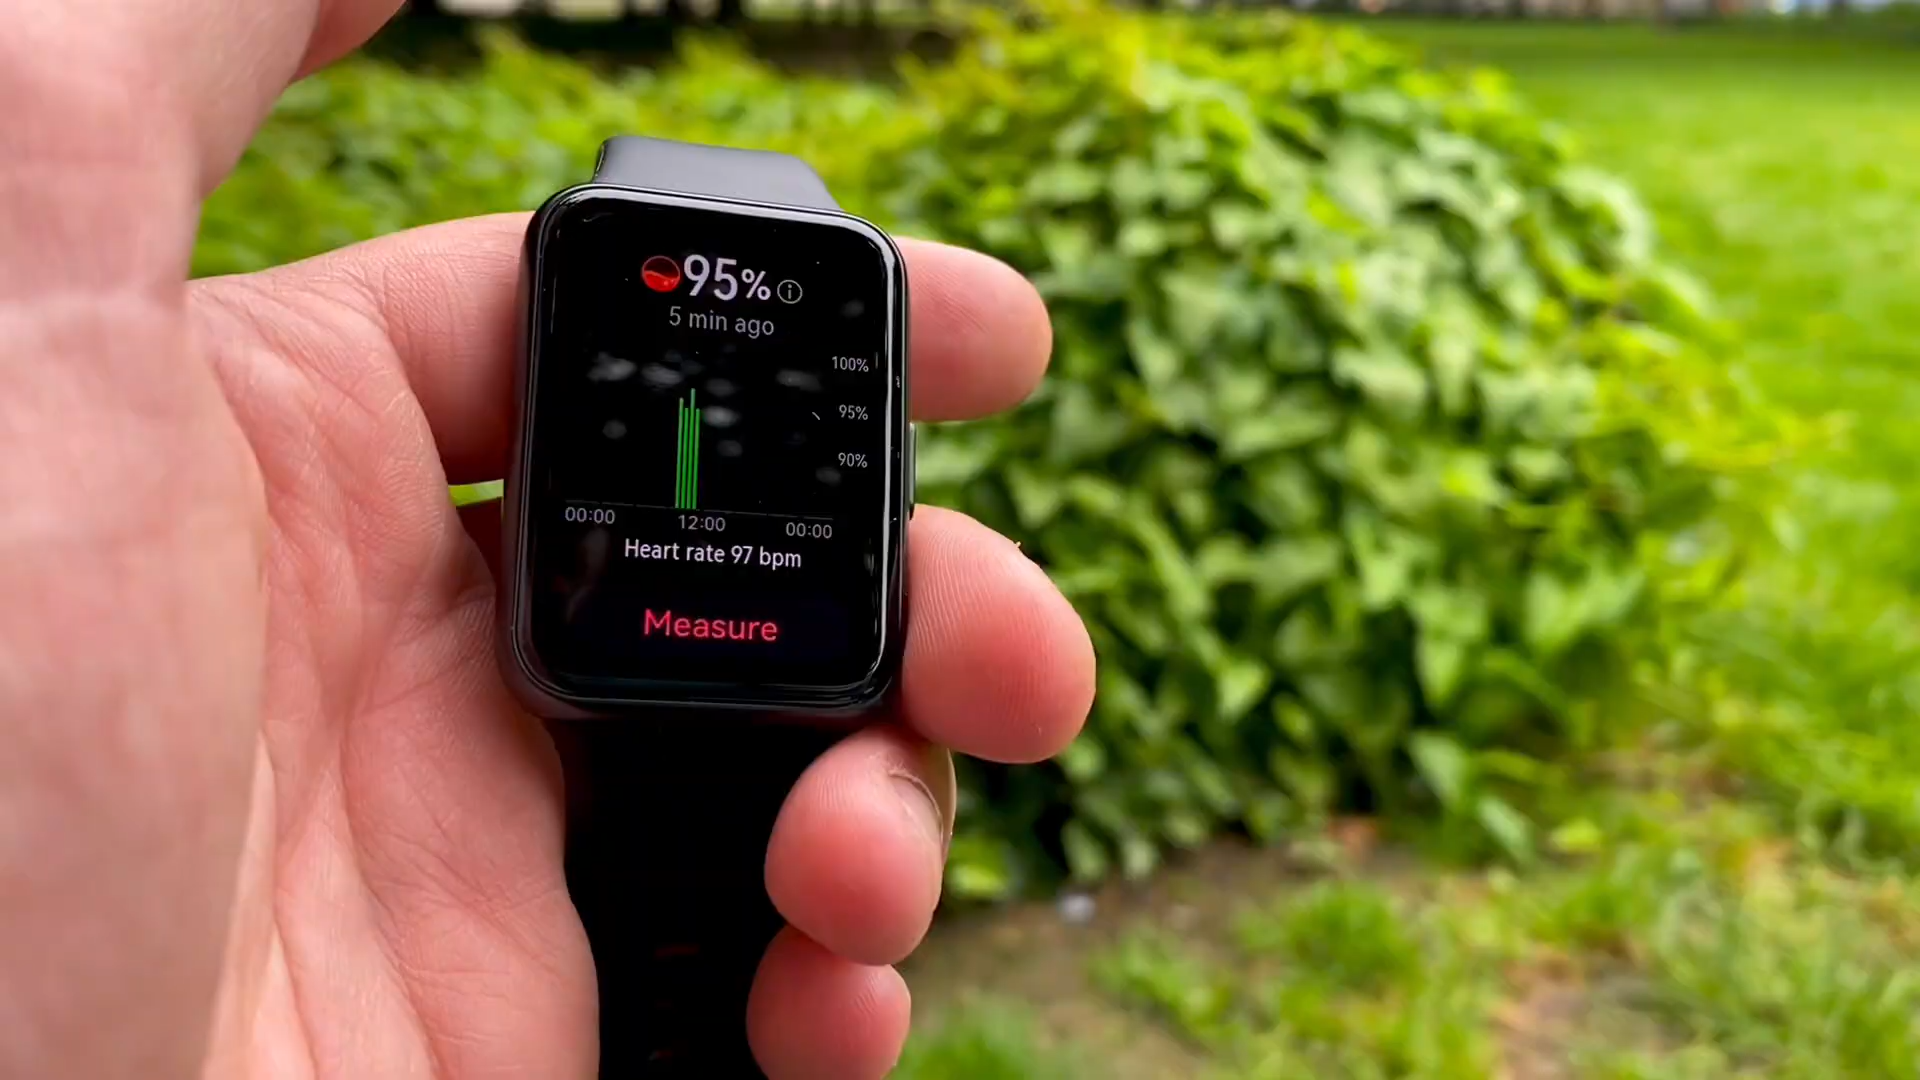 95%
5 min ago
100%
95%
90%
00:00 12:00 00:00
Heart rate 97 bpm
Measure